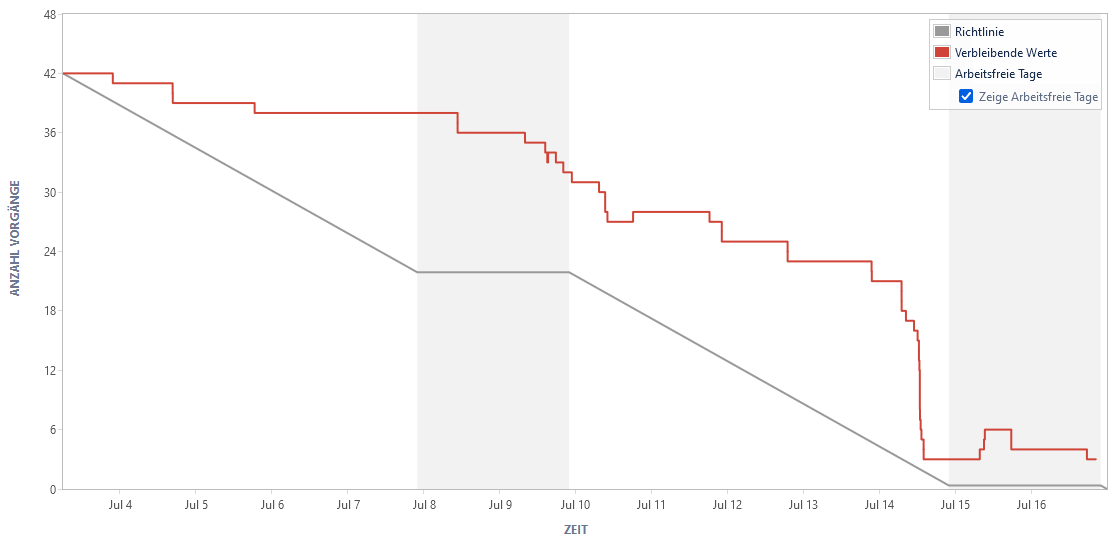 48
42
36
30
24
18
12
6
0
ANZAHL VORGÄNGE
Richtlinie
Verbleibende Werte
Arbeitsfreie Tage
Zeige Arbeitsfreie Tage
Jul 4 Jul 5 Jul 6 Jul 7 Jul 8 Jul 9 Jul 10 Jul 11 Jul 12 Jul 13 Jul 14 Jul 15 Jul 16
ZEIT